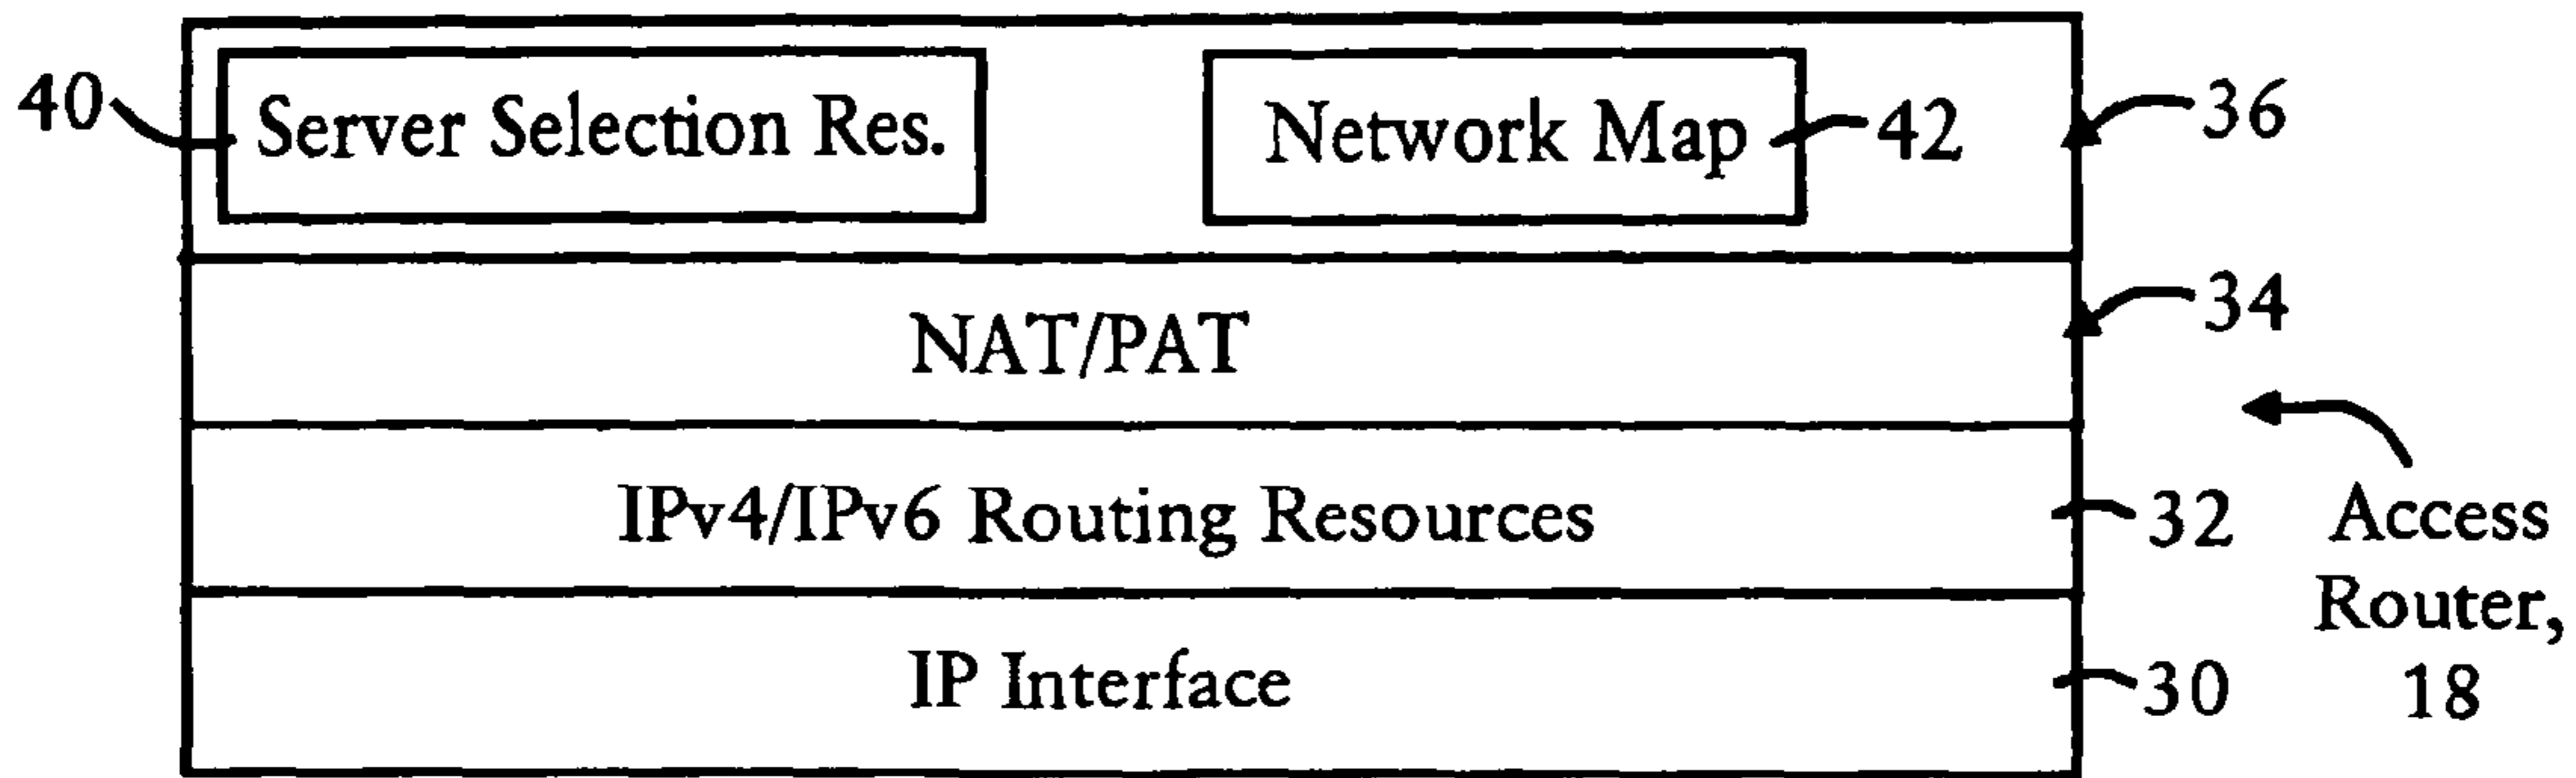 40 Server Selection Res. Network Map 42 36
NAT/PAT 34
IPv4/IPv6 Routing Resources 32
IP Interface 30
Access
Router,
18